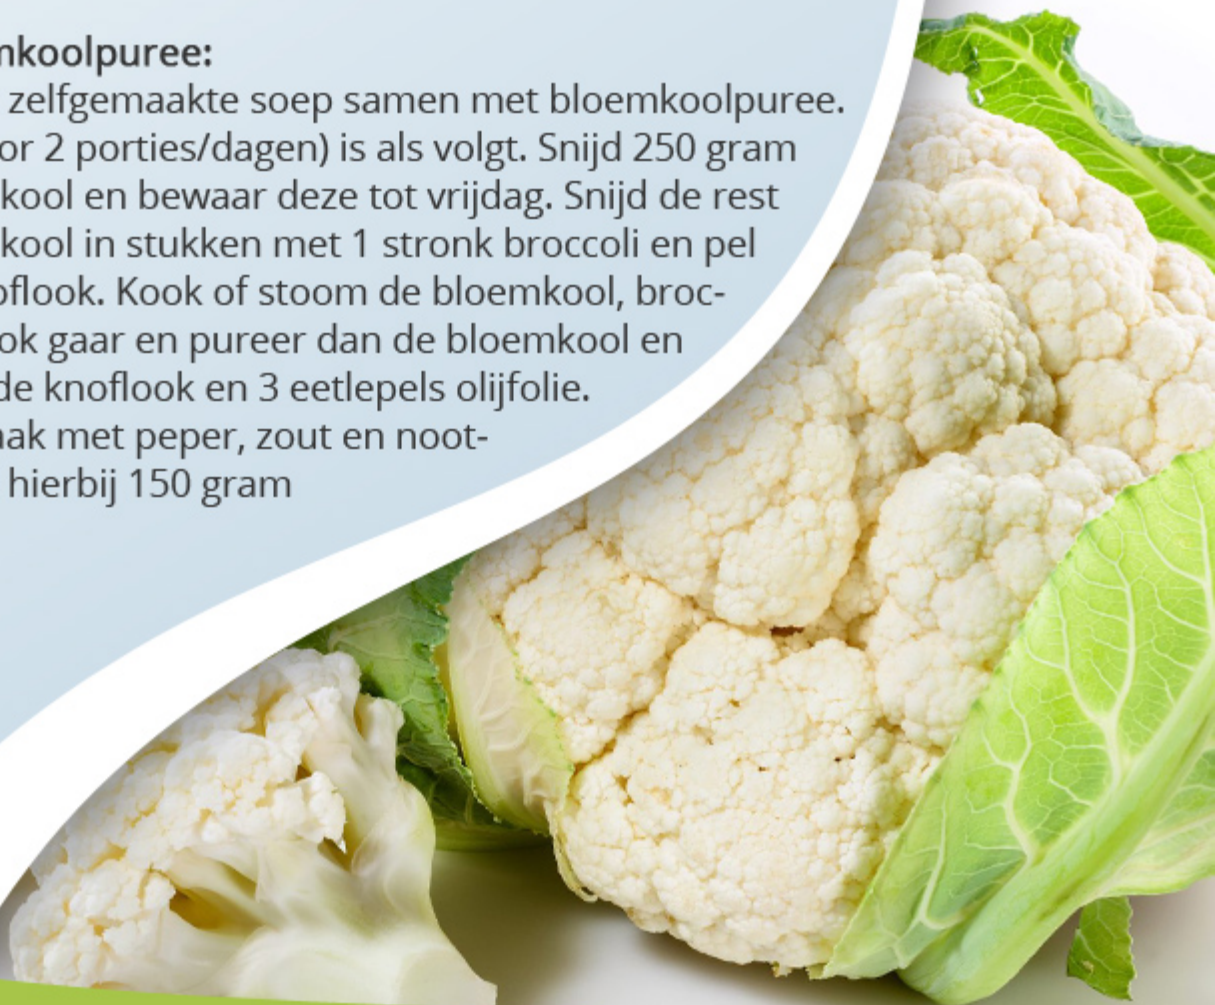 mkoolpuree:
zelfgemaakte soep samen met bloemkoolpuree.
or 2 porties/dagen) is als volgt. Snijd 250 gram
kool en bewaar deze tot vrijdag. Snijd de rest
kool in stukken met 1 stronk broccoli en pel
oflook. Kook of stoom de bloemkool, broc-
ok gaar en pureer dan de bloemkool en
de knoflook en 3 eetlepels olijfolie.
aak met peper, zout en noot-
hierbij 150 gram